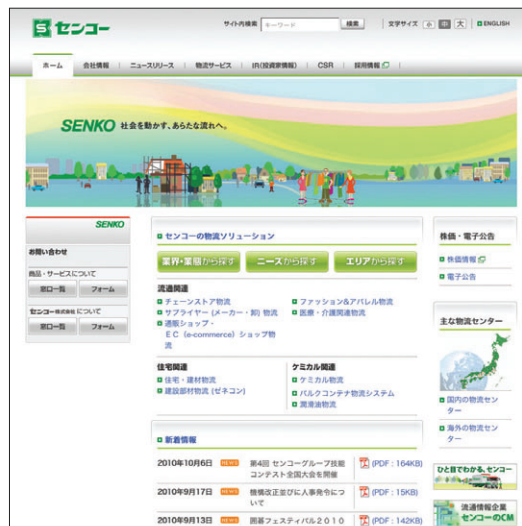 センコー
サイト内検索 キーワード 検索 文字サイズ 小 中 大 ENGLISH
ホーム 会社情報 ニュースリリース 物流サービス IR(投資家情報) CSR 採用情報
SENKO 社会を動かす、あらたな流れへ。
SENKO
お問い合わせ
商品・サービスについて
窓口一覧 フォーム
センコー株式会社 について
窓口一覧 フォーム
センコーの物流ソリューション
業界・業態から探す ニーズから探す エリアから探す
流通関連
チェーンストア物流
サプライヤー (メーカー・卸) 物流
通販ショップ・
ＥＣ（e-commerce）ショップ物
流
ファッション&アパレル物流
医療・介護関連物流
住宅関連
住宅・建材物流
建設部材物流 (ゼネコン)
ケミカル関連
ケミカル物流
バルクコンテナ物流システム
潤滑油物流
新着情報
2010年10月6日 NEWS 第4回 センコーグループ技能
コンテスト全国大会を開催 (PDF : 164KB)
2010年9月17日 NEWS 機構改正並びに人事発令につ
いて (PDF : 15KB)
2010年9月13日 NEWS 囲碁フェスティバル２０１０ (PDF : 142KB)
株価・電子公告
株価情報
電子公告
主な物流センター
国内の物流セン
ター
海外の物流セン
ター
ひと目でわかる、センコー
流通情報企業
センコーのCM